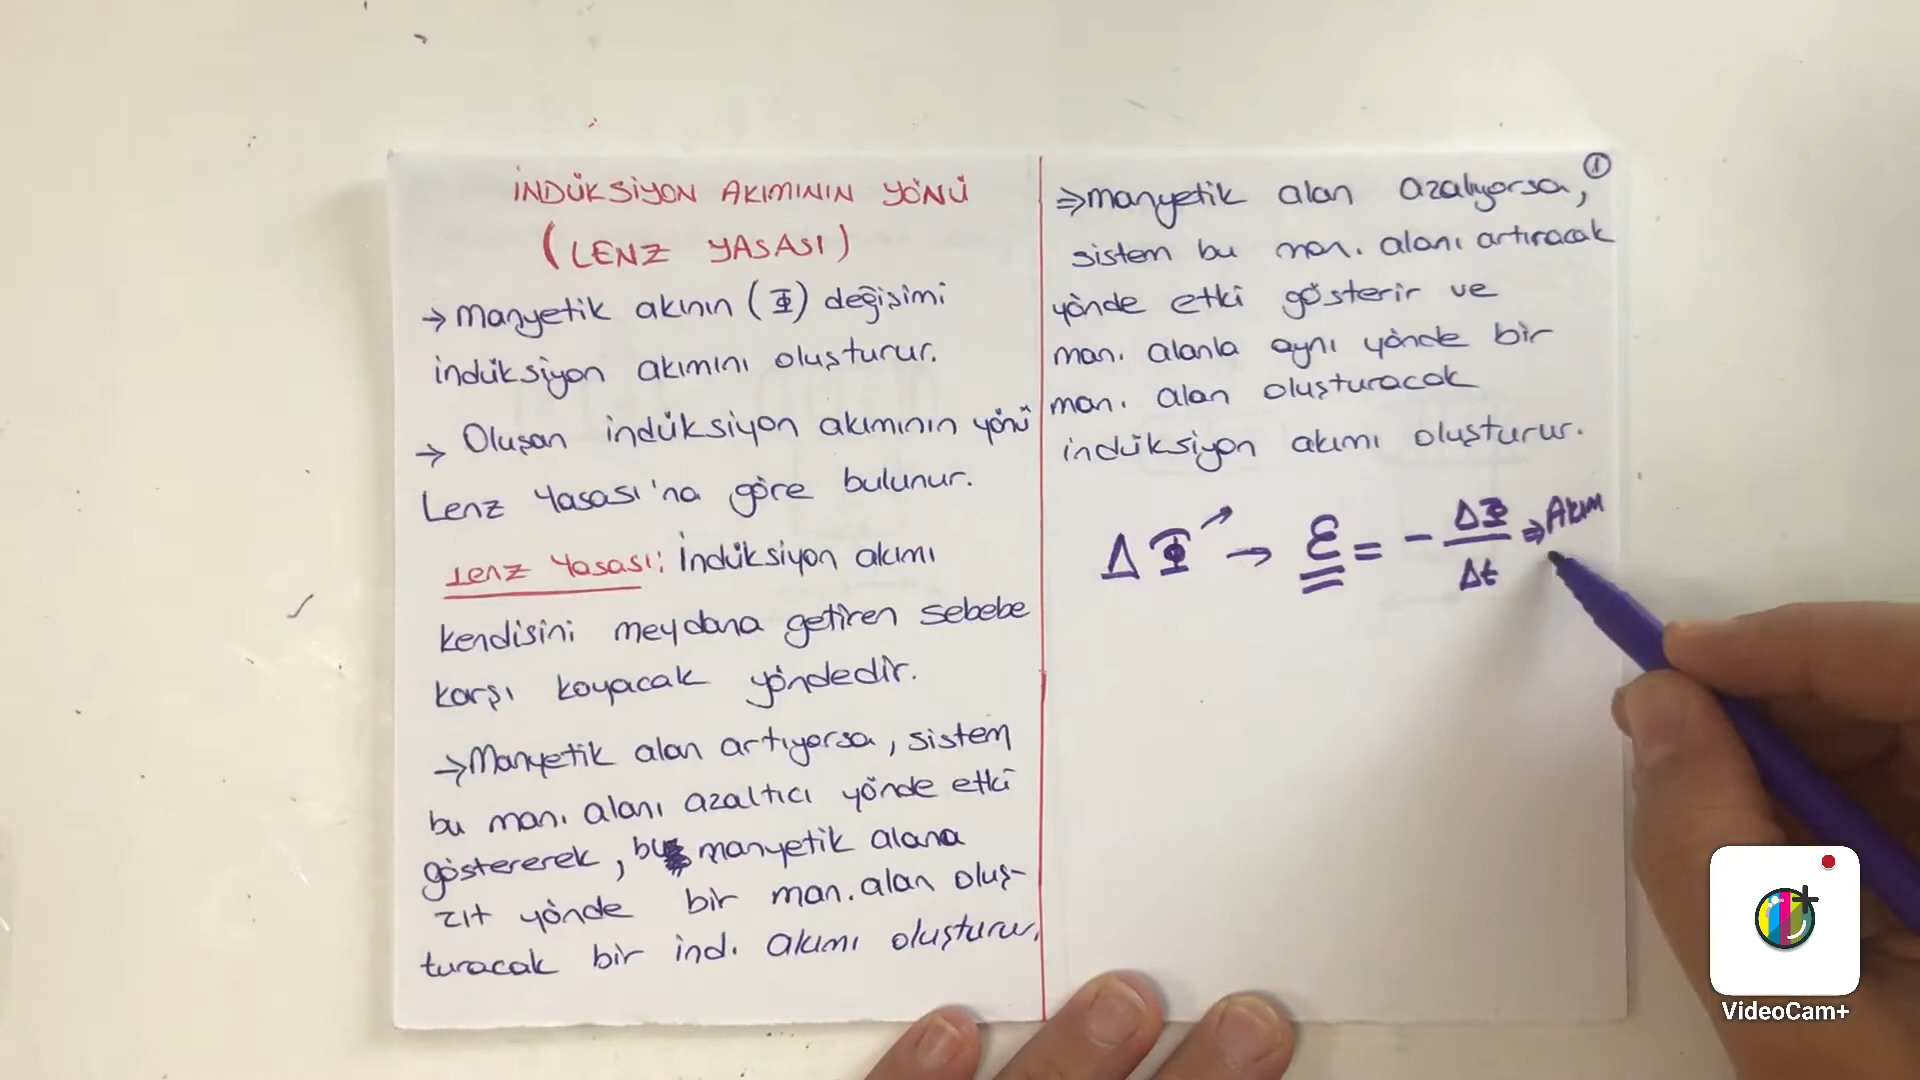 İNDÜKSİYON AKIMININ YÖNÜ
(LENZ YASASI)
→ Manyetik akının (Φ) değişimi
indüksiyon akımını oluşturur.
→ Oluşan indüksiyon akımının yönü
Lenz Yasası'na göre bulunur.
Lenz Yasası: İndüksiyon akımı
kendisini meydana getiren sebebe
karşı koyacak yöndedir.
→ Manyetik alan artıyorsa, sistem
bu man. alanı azaltıcı yönde etki
göstererek, bu manyetik alana
zıt yönde bir man. alan oluş-
turacak bir ind. akımı oluşturur.
1
⇒ manyetik alan azalıyorsa,
sistem bu man. alanı artıracak
yönde etki gösterir ve
man. alanla aynı yönde bir
man. alan oluşturacak
indüksiyon akımı oluşturur.
ΔΦ ↗ → ε = - ΔΦ/Δt ⇒ Akım
VideoCam+